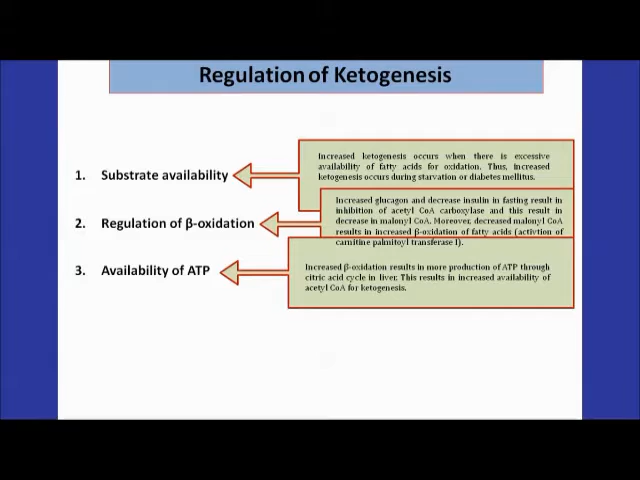 Regulation of Ketogenesis
1. Substrate availability
Increased ketogenesis occurs when there is excessive
availability of fatty acids for oxidation. Thus, increased
ketogenesis occurs during starvation or diabetes mellitus.
2. Regulation of β-oxidation
Increased glucagon and decrease insulin in fasting result in
inhibition of acetyl CoA carboxylase and this result in
decrease in malonyl CoA. Moreover, decreased malonyl CoA
results in increased β-oxidation of fatty acids (activtion of
carnitine palmitoyl transferase I).
3. Availability of ATP
Increased β-oxidation results in more production of ATP through
citric acid cycle in liver. This results in increased availability of
acetyl CoA for ketogenesis.